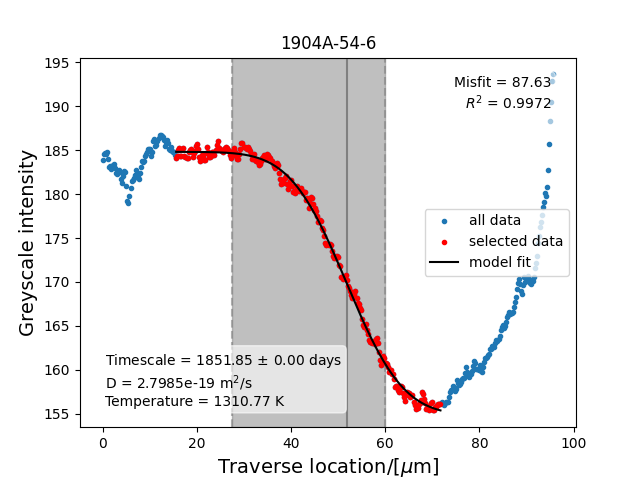 1904A-54-6
Misfit = 87.63
R² = 0.9972
195
190
185
180
175
170
165
160
155
Greyscale intensity
all data
selected data
model fit
Timescale = 1851.85 ± 0.00 days
D = 2.7985e-19 m²/s
Temperature = 1310.77 K
0 20 40 60 80 100
Traverse location/[μm]